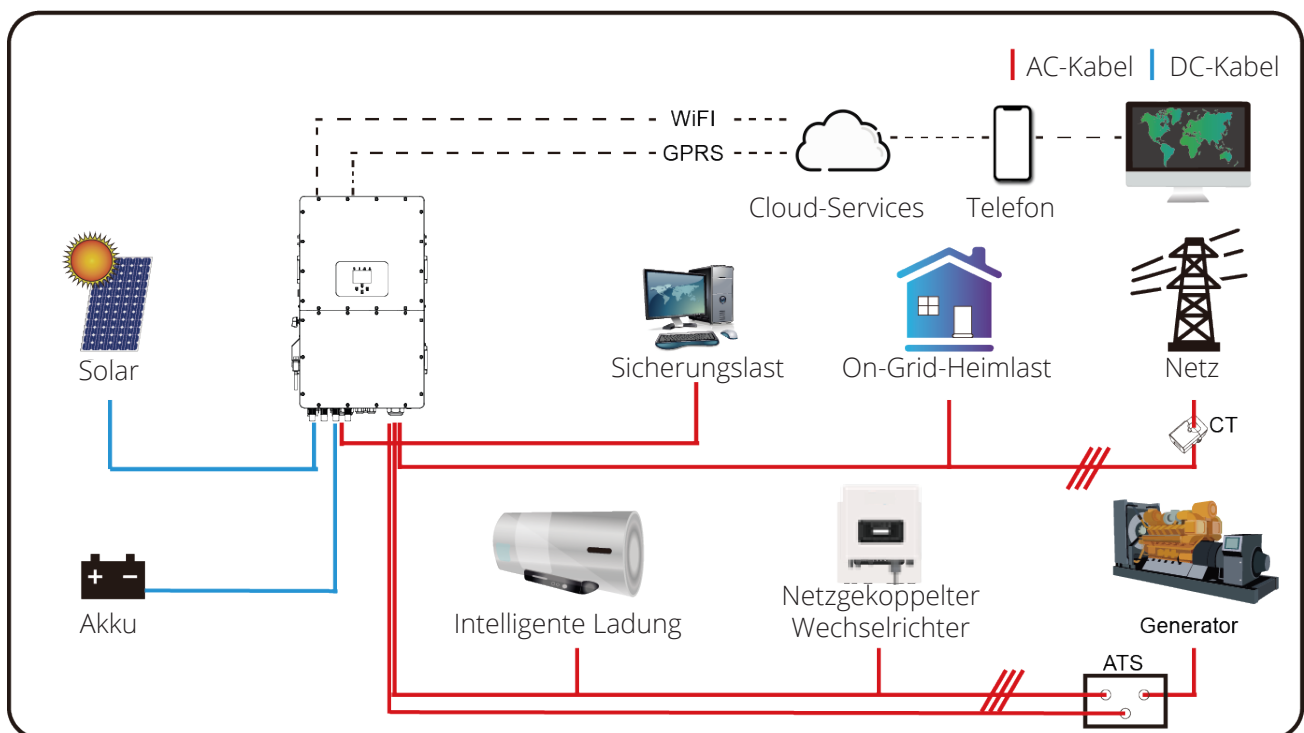 AC-Kabel
DC-Kabel
WiFI
GPRS
Cloud-Services
Telefon
Solar
Sicherungslast
On-Grid-Heimlast
Netz
CT
Akku
Intelligente Ladung
Netzgekoppelter
Wechselrichter
Generator
ATS